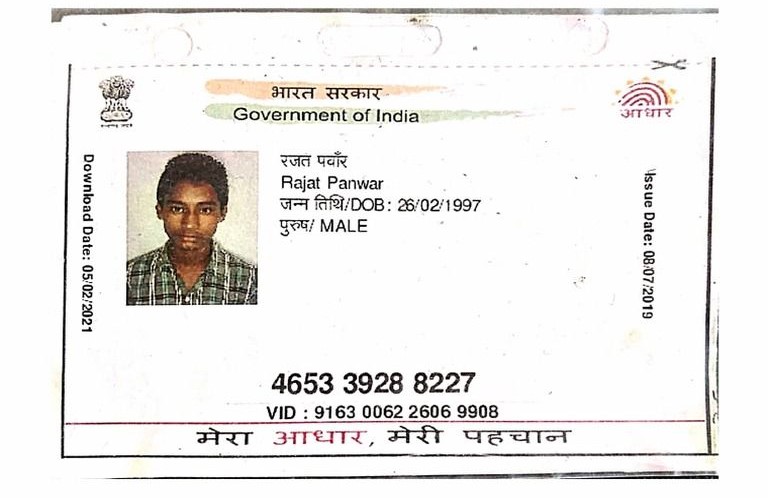 भारत सरकार
Government of India
आधार
Download Date: 05/02/2021
रजत पवाँर
Rajat Panwar
जन्म तिथि/DOB: 26/02/1997
पुरुष/ MALE
Issue Date: 08/07/2019
4653 3928 8227
VID : 9163 0062 2606 9908
मेरा आधार, मेरी पहचान